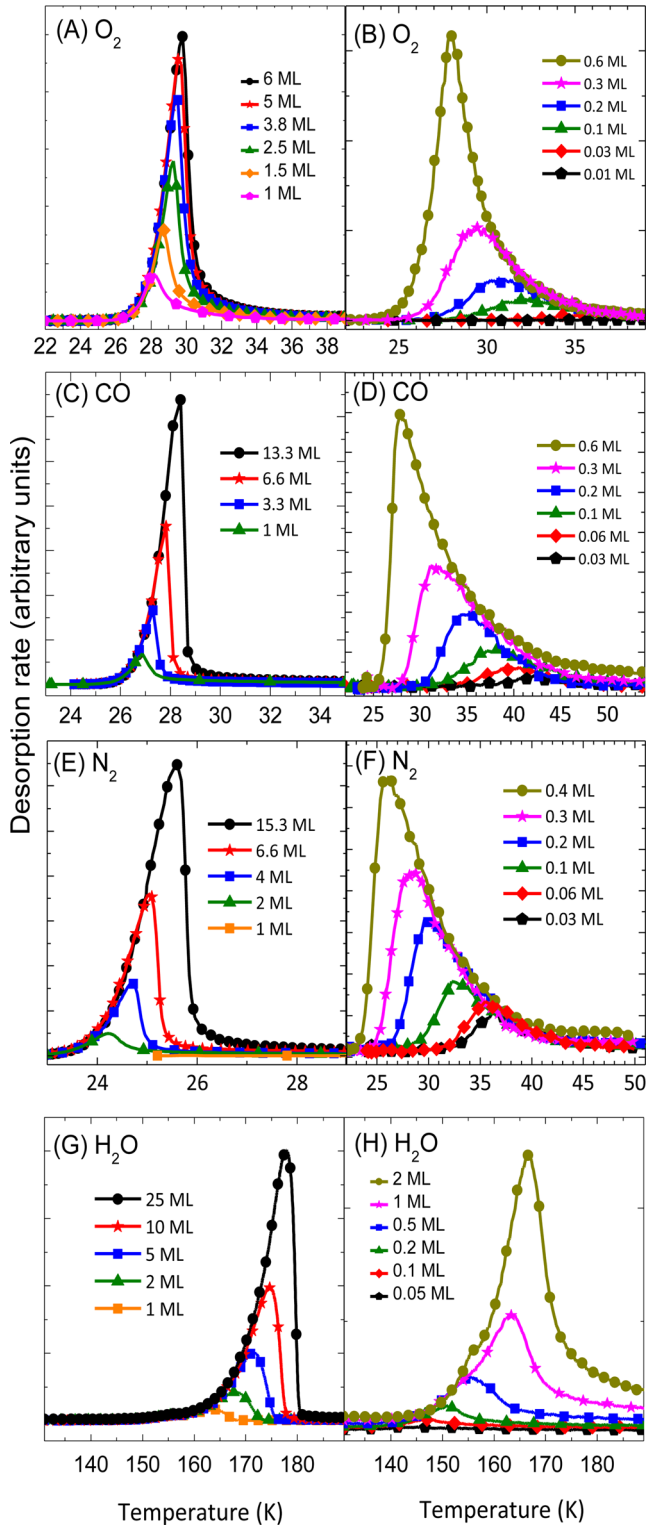 (A) O2
6 ML
5 ML
3.8 ML
2.5 ML
1.5 ML
1 ML
22 24 26 28 30 32 34 36 38
(B) O2
0.6 ML
0.3 ML
0.2 ML
0.1 ML
0.03 ML
0.01 ML
25 30 35
(C) CO
13.3 ML
6.6 ML
3.3 ML
1 ML
24 26 28 30 32 34
(D) CO
0.6 ML
0.3 ML
0.2 ML
0.1 ML
0.06 ML
0.03 ML
25 30 35 40 45 50
Desorption rate (arbitrary units)
(E) N2
15.3 ML
6.6 ML
4 ML
2 ML
1 ML
24 26 28
(F) N2
0.4 ML
0.3 ML
0.2 ML
0.1 ML
0.06 ML
0.03 ML
25 30 35 40 45 50
(G) H2O
25 ML
10 ML
5 ML
2 ML
1 ML
140 150 160 170 180
Temperature (K)
(H) H2O
2 ML
1 ML
0.5 ML
0.2 ML
0.1 ML
0.05 ML
140 150 160 170 180
Temperature (K)